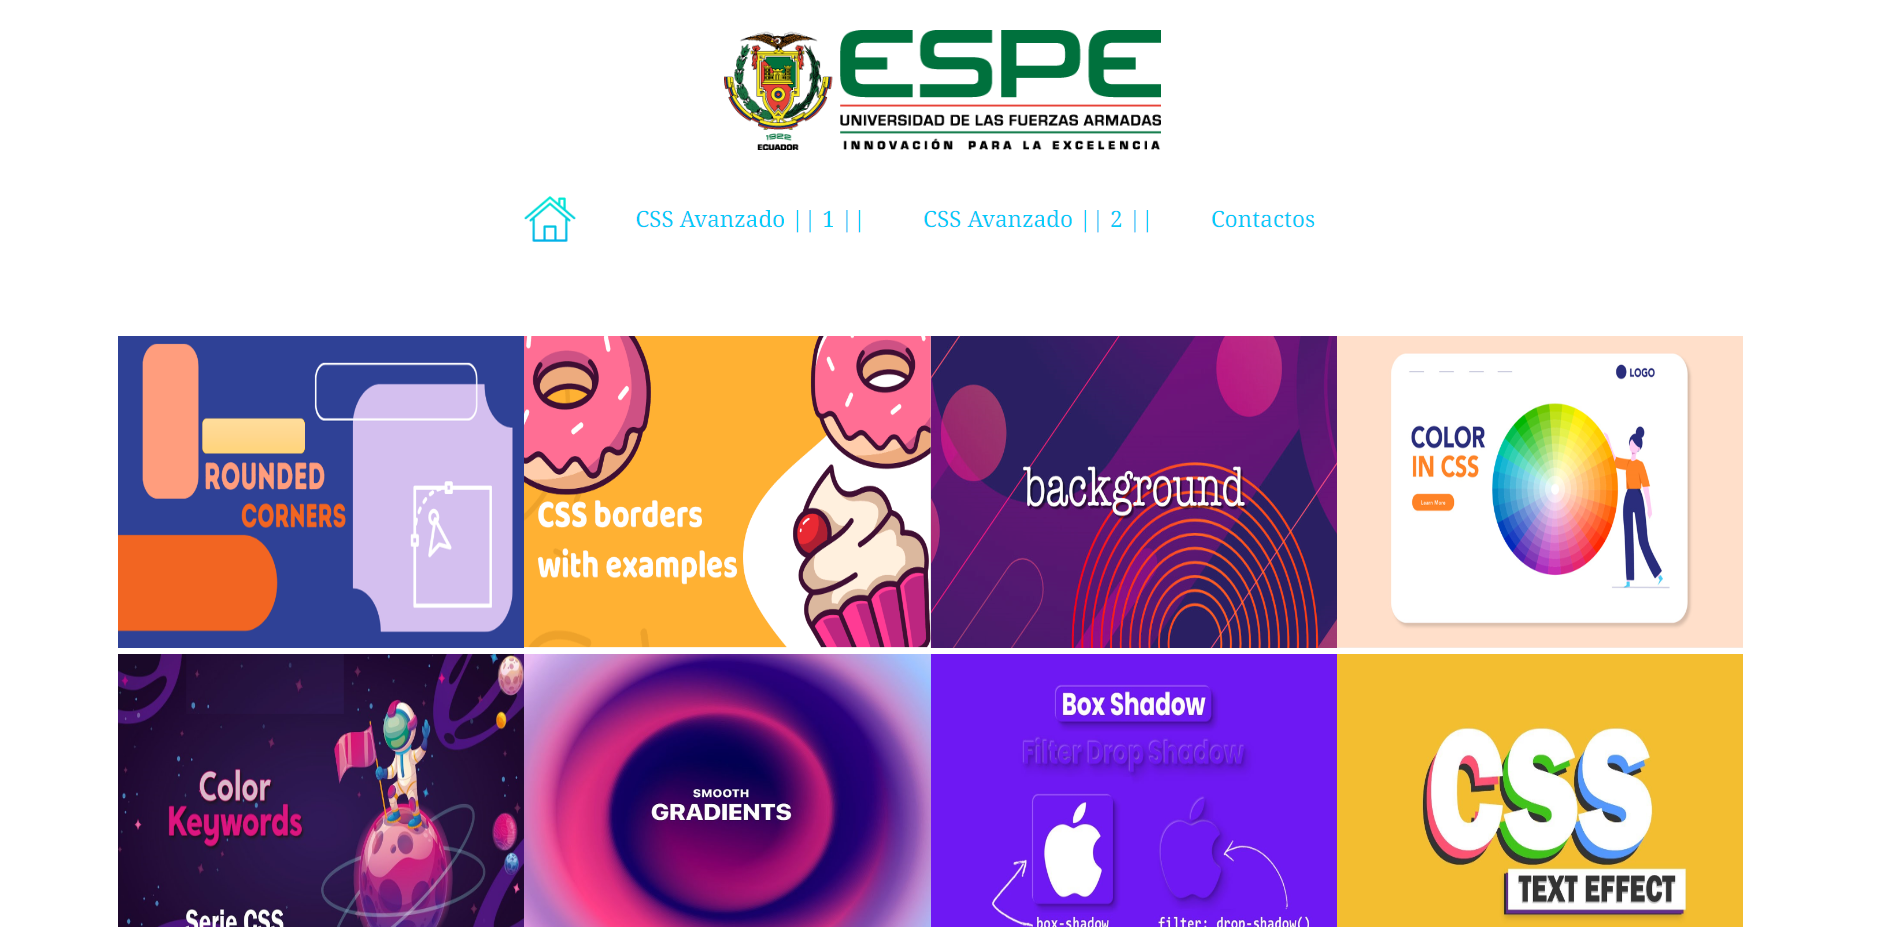 ESPE
UNIVERSIDAD DE LAS FUERZAS ARMADAS
INNOVACIÓN PARA LA EXCELENCIA
1922
ECUADOR
CSS Avanzado || 1 ||
CSS Avanzado || 2 ||
Contactos
ROUNDED
CORNERS
CSS borders
with examples
background
LOGO
COLOR
IN CSS
Learn More
Color
Keywords
Serie CSS
SMOOTH
GRADIENTS
Box Shadow
Filter Drop Shadow
box-shadow
filter: drop-shadow()
CSS
TEXT EFFECT